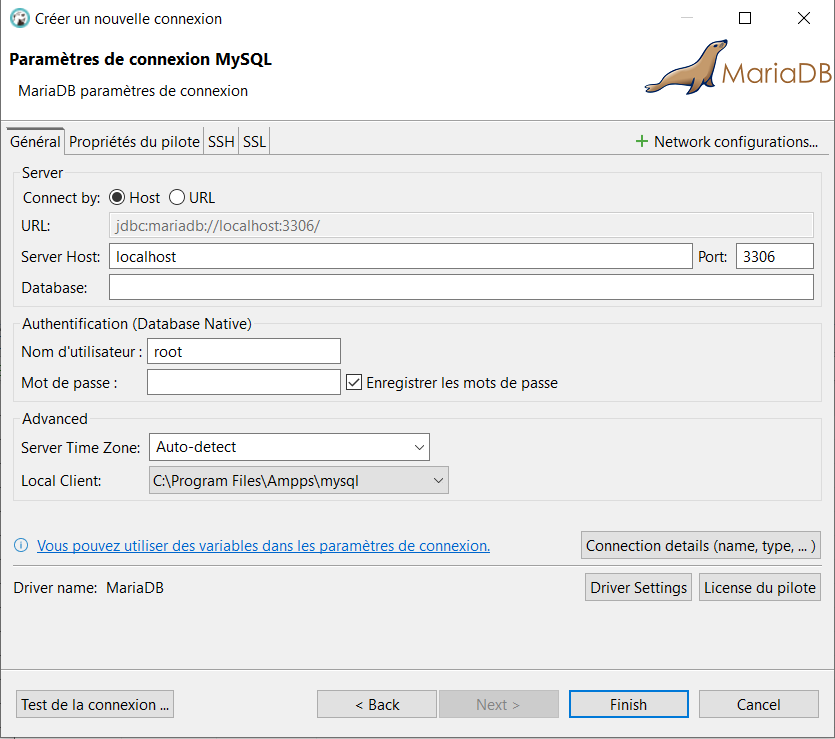 Créer un nouvelle connexion
Paramètres de connexion MySQL
MariaDB paramètres de connexion
MariaDB
Général Propriétés du pilote SSH SSL
Network configurations...
Server
Connect by: Host URL
URL: jdbc:mariadb://localhost:3306/
Server Host: localhost Port: 3306
Database:
Authentification (Database Native)
Nom d'utilisateur : root
Mot de passe : Enregistrer les mots de passe
Advanced
Server Time Zone: Auto-detect
Local Client: C:\Program Files\Ampps\mysql
Vous pouvez utiliser des variables dans les paramètres de connexion. Connection details (name, type, ... )
Driver name: MariaDB Driver Settings License du pilote
Test de la connexion ... < Back Next > Finish Cancel